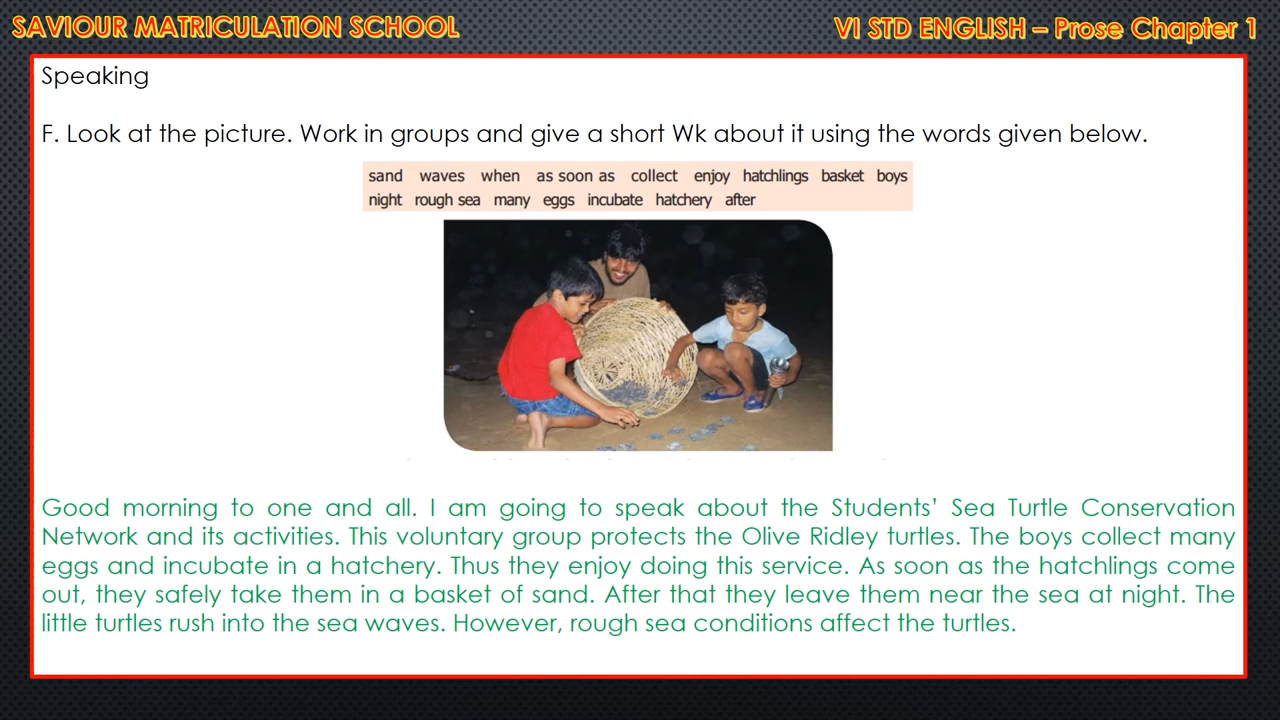 SAVIOUR MATRICULATION SCHOOL
VI STD ENGLISH – Prose Chapter 1
Speaking
F. Look at the picture. Work in groups and give a short Wk about it using the words given below.
sand waves when as soon as collect enjoy hatchlings basket boys
night rough sea many eggs incubate hatchery after
Good morning to one and all. I am going to speak about the Students’ Sea Turtle Conservation
Network and its activities. This voluntary group protects the Olive Ridley turtles. The boys collect many
eggs and incubate in a hatchery. Thus they enjoy doing this service. As soon as the hatchlings come
out, they safely take them in a basket of sand. After that they leave them near the sea at night. The
little turtles rush into the sea waves. However, rough sea conditions affect the turtles.